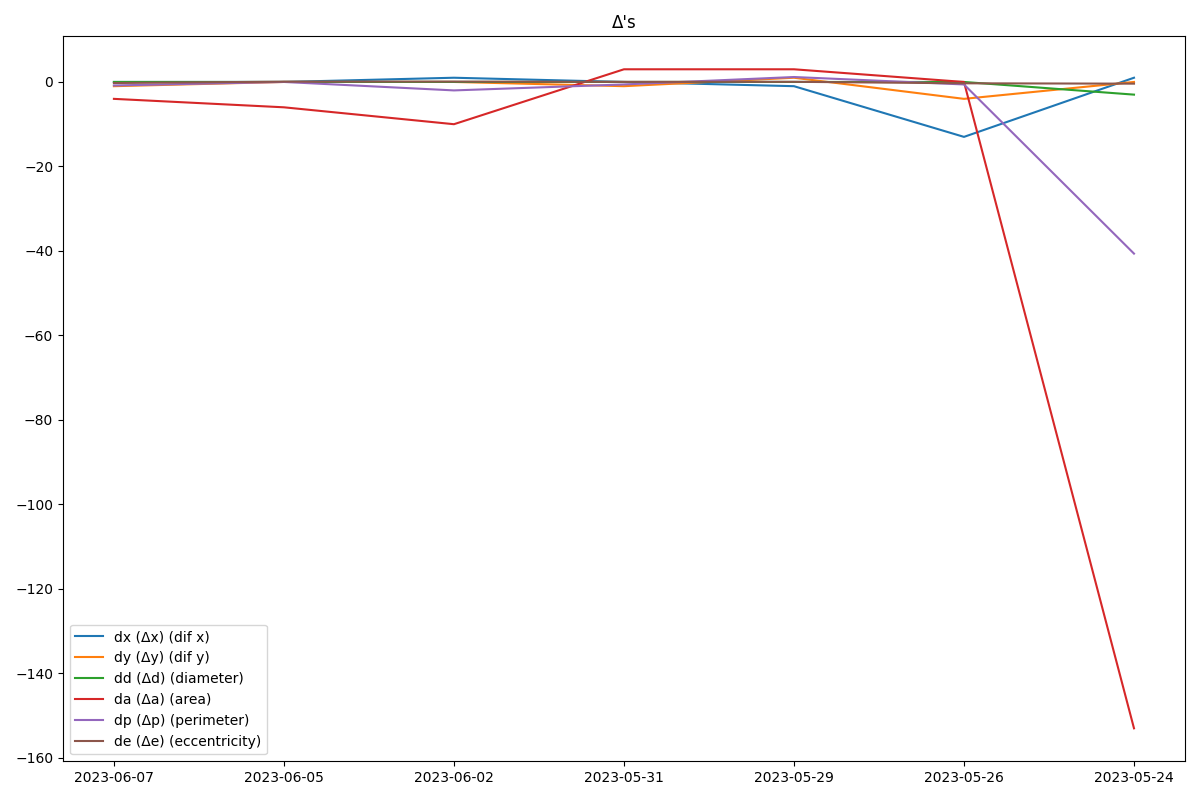 Δ's
0
−20
−40
−60
−80
−100
−120
−140
−160
dx (Δx) (dif x)
dy (Δy) (dif y)
dd (Δd) (diameter)
da (Δa) (area)
dp (Δp) (perimeter)
de (Δe) (eccentricity)
2023-06-07 2023-06-05 2023-06-02 2023-05-31 2023-05-29 2023-05-26 2023-05-24